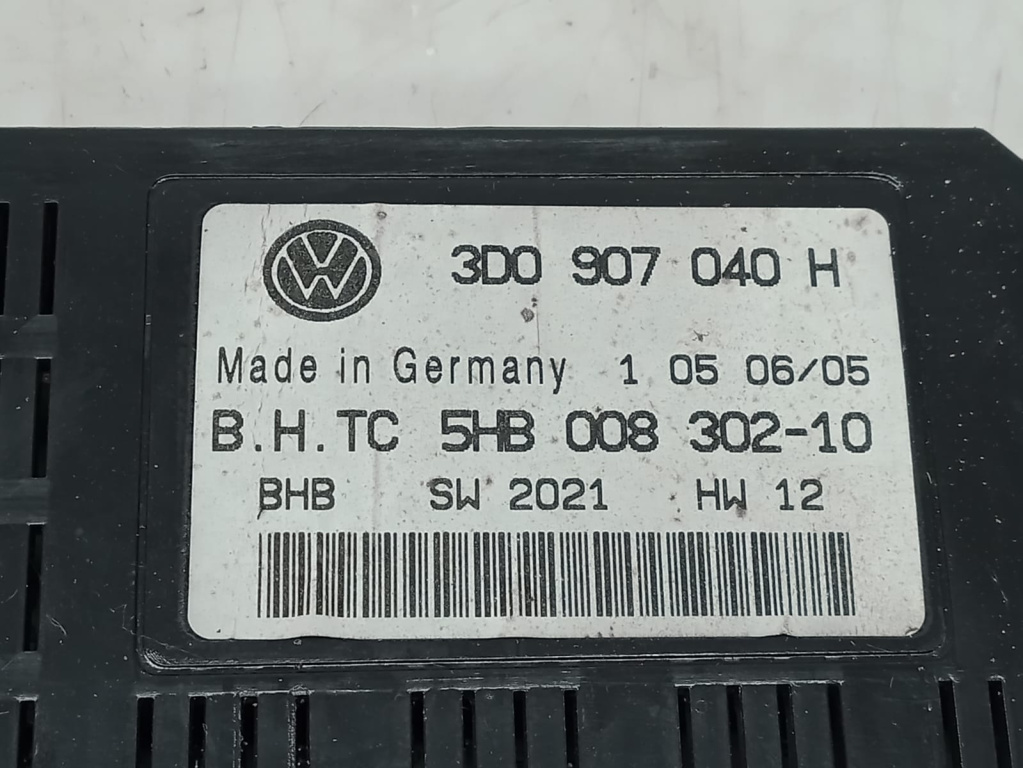 3D0 907 040 H
Made in Germany 1 05 06/05
B.H.TC 5HB 008 302-10
BHB SW 2021 HW 12